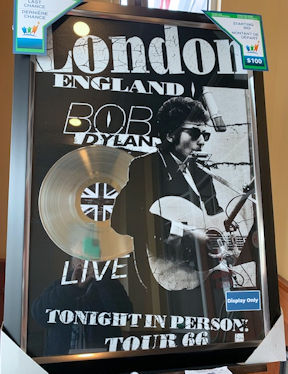 LAST
CHANCE
DERNIÈRE
CHANCE
STARTING
BID
MONTANT DE
DÉPART
$100
London
ENGLAND
BOB
DYLAN
LIVE
Display Only
TONIGHT IN PERSON!
TOUR 66